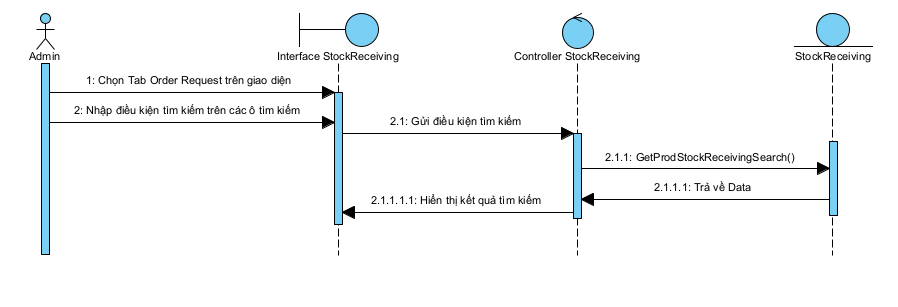 Admin
Interface StockReceiving
Controller StockReceiving
StockReceiving
1: Chọn Tab Order Request trên giao diện
2: Nhập điều kiện tìm kiếm trên các ô tìm kiếm
2.1: Gửi điều kiện tìm kiếm
2.1.1: GetProdStockReceivingSearch()
2.1.1.1: Trả về Data
2.1.1.1.1: Hiển thị kết quả tìm kiếm